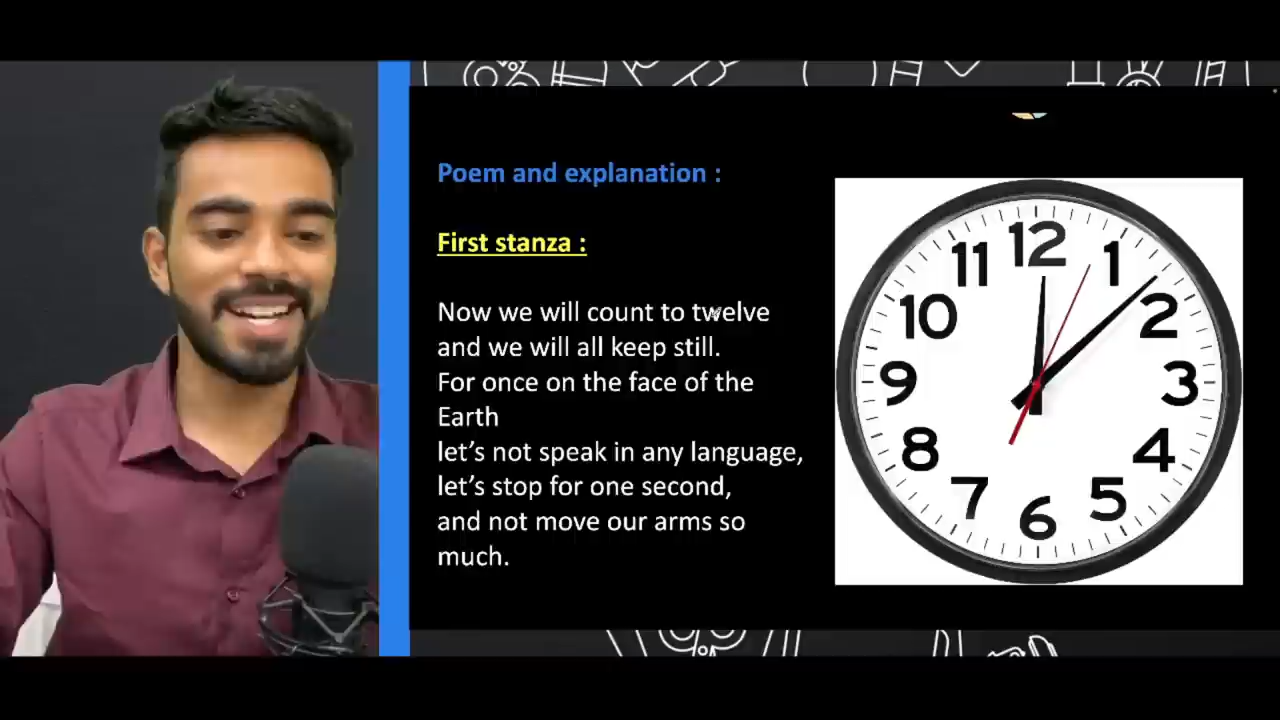 Poem and explanation :
First stanza :
Now we will count to twelve
and we will all keep still.
For once on the face of the
Earth
let's not speak in any language,
let's stop for one second,
and not move our arms so
much.
12
1
2
3
4
5
6
7
8
9
10
11